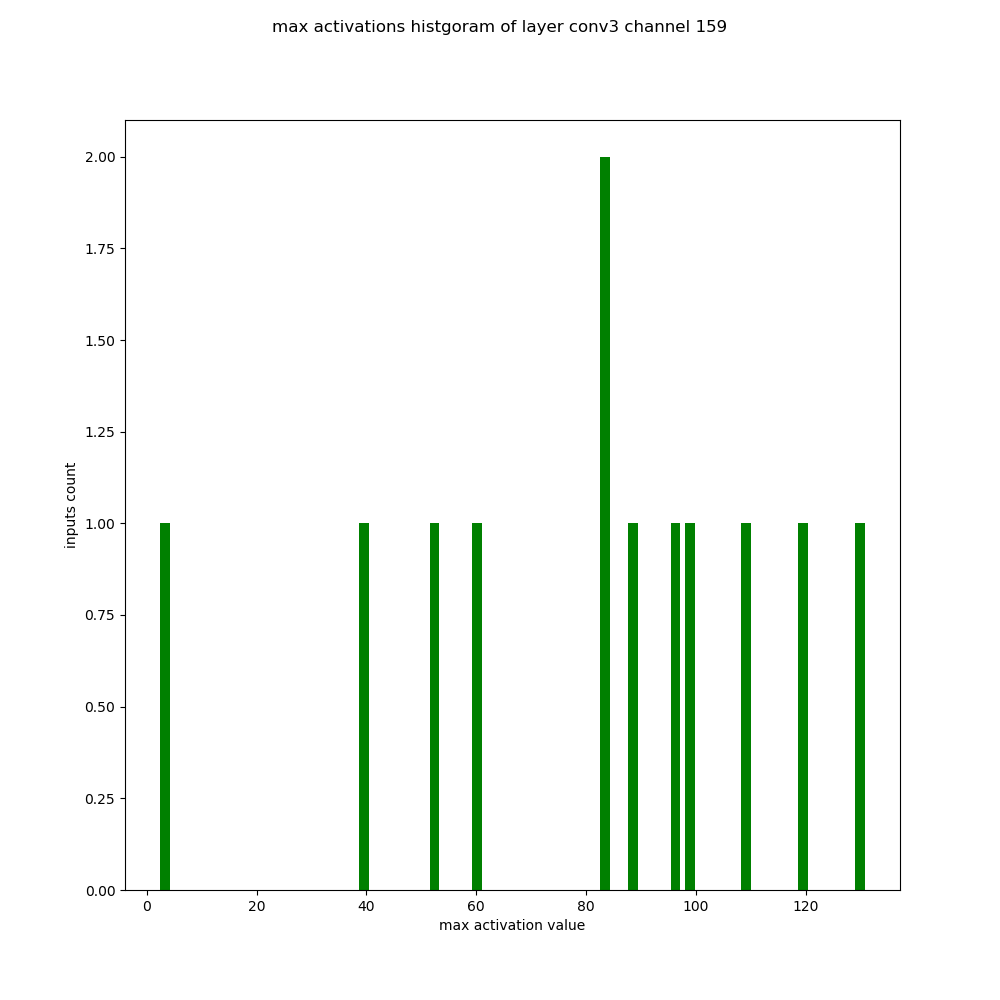 max activations histgoram of layer conv3 channel 159
2.00
1.75
1.50
1.25
1.00
0.75
0.50
0.25
0.00
inputs count
0 20 40 60 80 100 120
max activation value